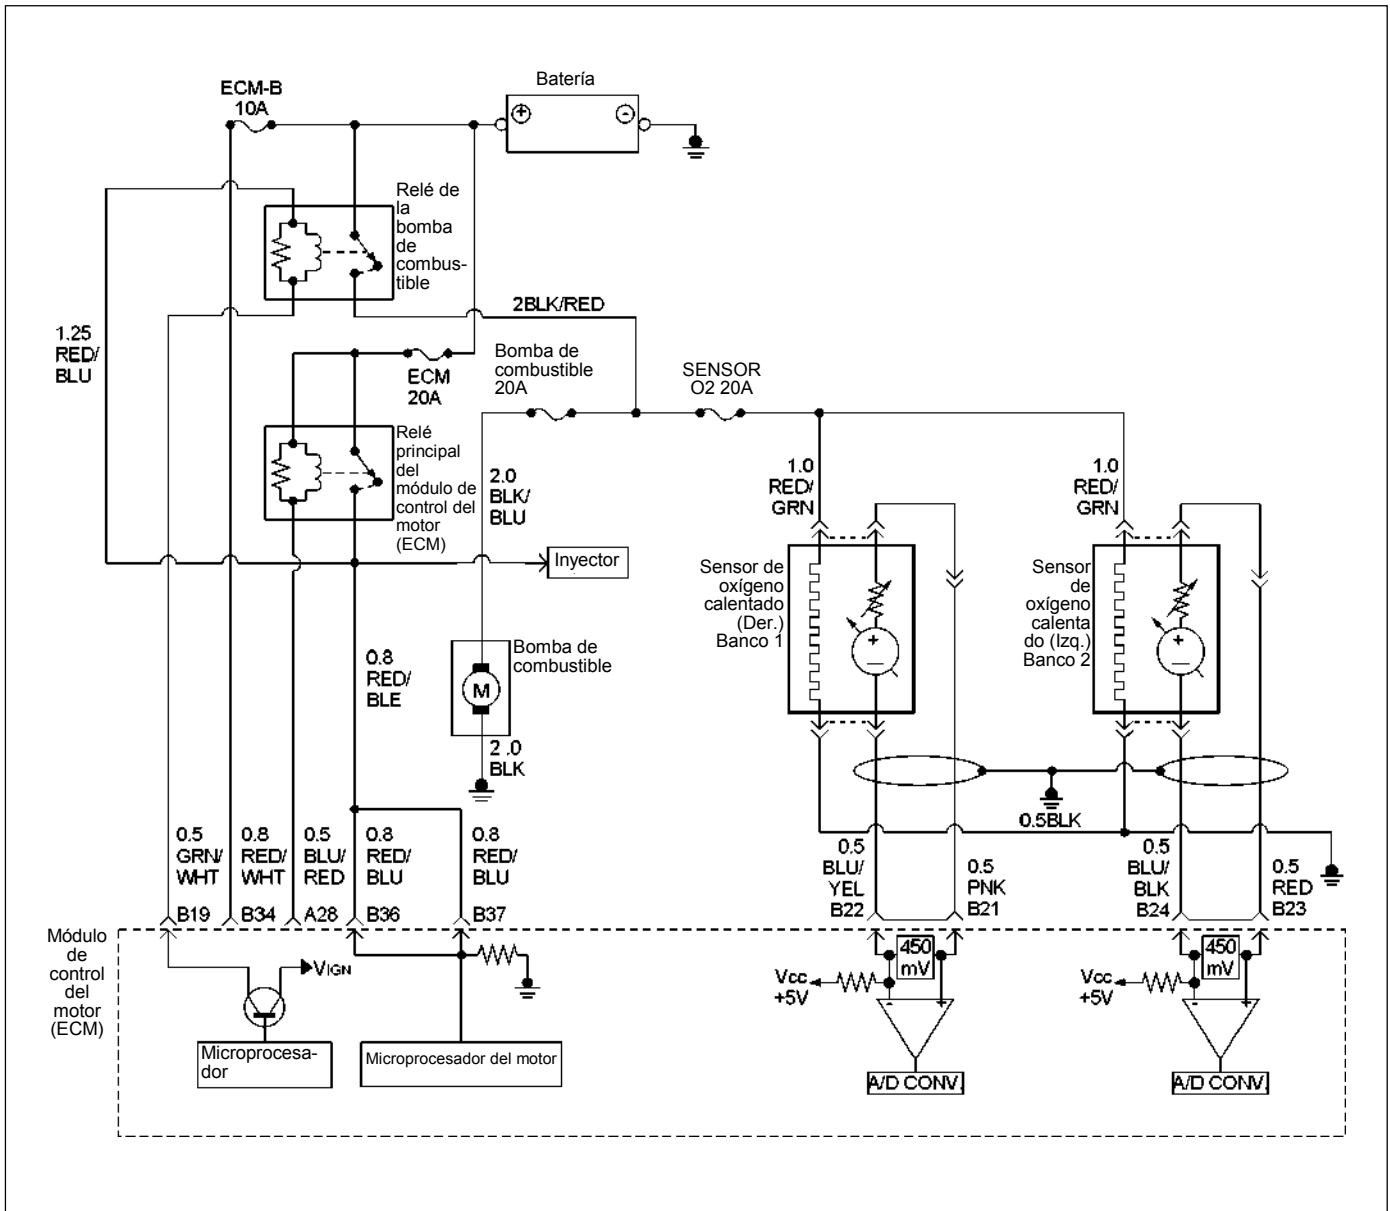 Batería
ECM-B
10A
+
-
Relé de
la
bomba
de
combus-
tible
2BLK/RED
1.25
RED/
BLU
Bomba de
combustible
20A
SENSOR
O2 20A
ECM
20A
Relé
principal
del
módulo de
control del
motor
(ECM)
2.0
BLK/
BLU
1.0
RED/
GRN
1.0
RED/
GRN
Inyector
Sensor de
oxígeno
calentado
(Der.)
Banco 1
+
Sensor
de
oxígeno
calenta
do (Izq.)
Banco 2
+
Bomba de
combustible
M
0.8
RED/
BLE
2 .0
BLK
0.5BLK
0.5
GRN/
WHT
B19
0.8
RED/
WHT
B34
0.5
BLU/
RED
A28
0.8
RED/
BLU
B36
0.8
RED/
BLU
B37
0.5
BLU/
YEL
B22
0.5
PNK
B21
0.5
BLU/
BLK
B24
0.5
RED
B23
Módulo
de
control
del
motor
(ECM)
VIGN
450
mV
Vcc
+5V
- +
450
mV
Vcc
+5V
- +
Microprocesa-
dor
Microprocesador del motor
A/D CONV.
A/D CONV.